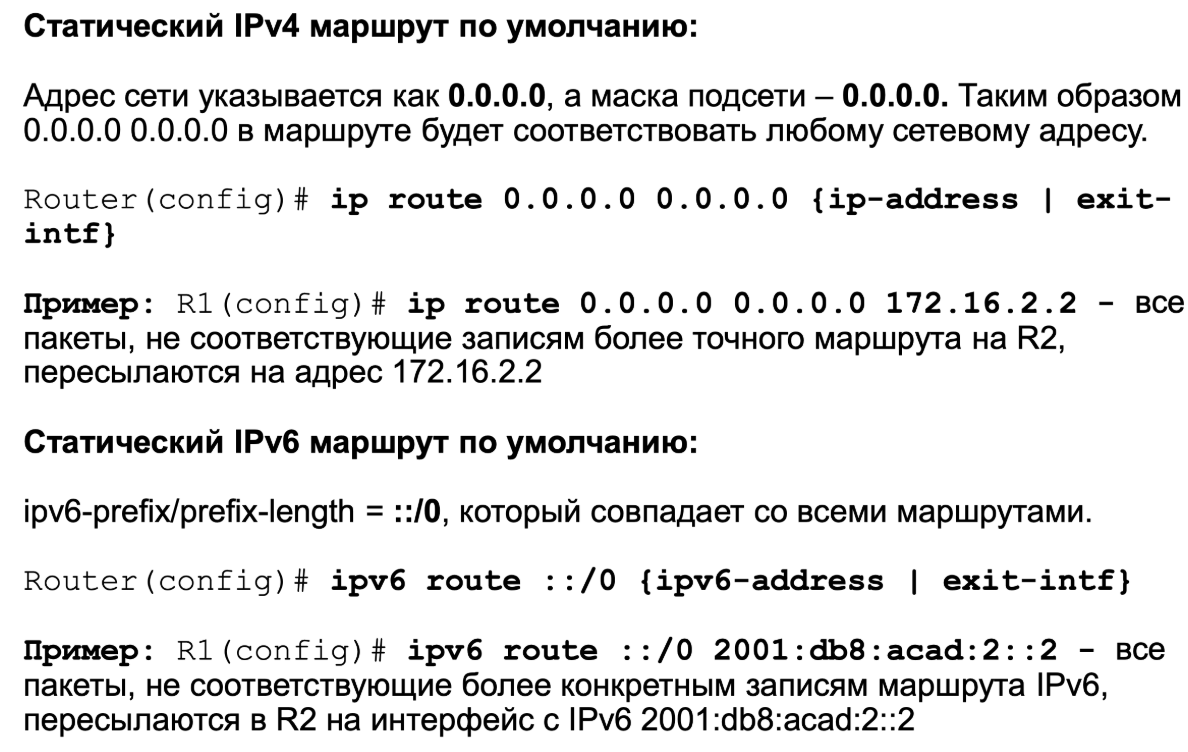 Статический IPv4 маршрут по умолчанию:
Адрес сети указывается как 0.0.0.0, а маска подсети – 0.0.0.0. Таким образом
0.0.0.0 0.0.0.0 в маршруте будет соответствовать любому сетевому адресу.
Router(config)# ip route 0.0.0.0 0.0.0.0 {ip-address | exit-
intf}
Пример: R1(config)# ip route 0.0.0.0 0.0.0.0 172.16.2.2 - все
пакеты, не соответствующие записям более точного маршрута на R2,
пересылаются на адрес 172.16.2.2
Статический IPv6 маршрут по умолчанию:
ipv6-prefix/prefix-length = ::/0, который совпадает со всеми маршрутами.
Router(config)# ipv6 route ::/0 {ipv6-address | exit-intf}
Пример: R1(config)# ipv6 route ::/0 2001:db8:acad:2::2 - все
пакеты, не соответствующие более конкретным записям маршрута IPv6,
пересылаются в R2 на интерфейс с IPv6 2001:db8:acad:2::2